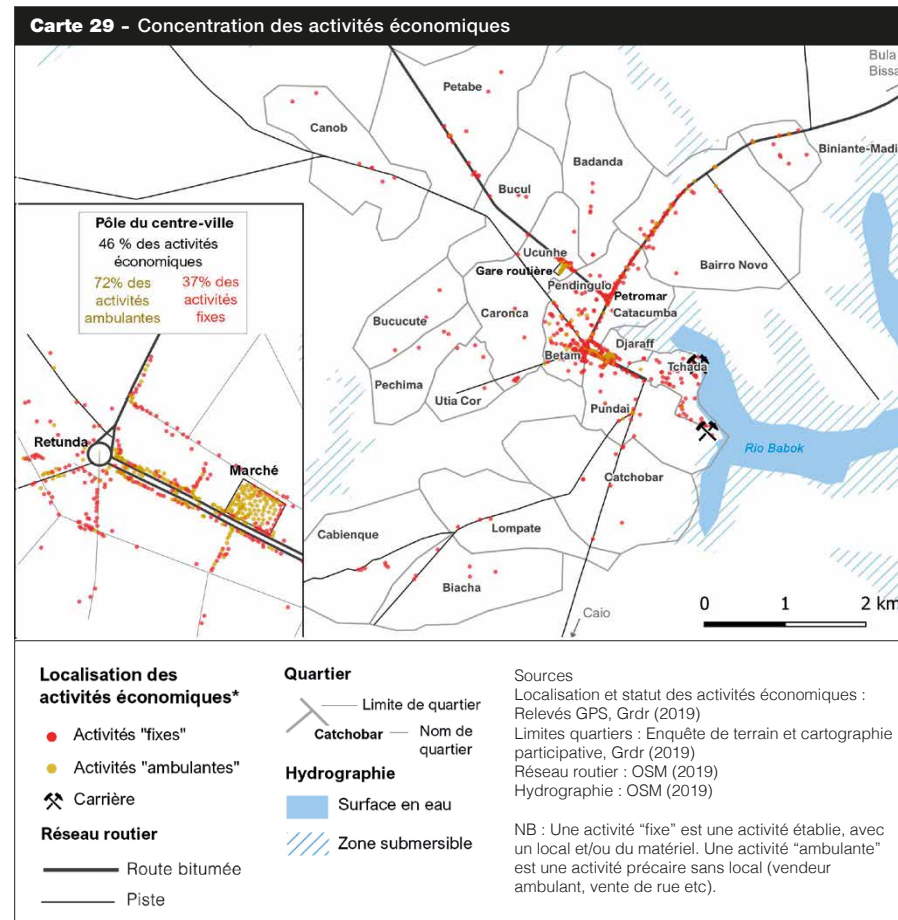 Carte 29 - Concentration des activités économiques
Bula
Bissa
Petabe
Canob
Badanda
Biniante-Madi
Buçul
Pôle du centre-ville
46 % des activités
économiques
72% des
activités
ambulantes
37% des
activités
fixes
Ucunhe
Gare routière
Bairro Novo
Pendingulo
Petromar
Catacumba
Caronca
Bucucute
Djaraff
Betam
Tchada
Pechima
Utia Cor
Pundai
Retunda
Marché
Rio Babok
Catchobar
Cablenque
Lompate
Biacha
Caio
0 1 2 km
Localisation des
activités économiques*
Activités "fixes"
Activités "ambulantes"
Carrière
Réseau routier
Route bitumée
Piste
Quartier
Limite de quartier
Catchobar
Nom de
quartier
Hydrographie
Surface en eau
Zone submersible
Sources
Localisation et statut des activités économiques :
Relevés GPS, Grdr (2019)
Limites quartiers : Enquête de terrain et cartographie
participative, Grdr (2019)
Réseau routier : OSM (2019)
Hydrographie : OSM (2019)
NB : Une activité “fixe” est une activité établie, avec
un local et/ou du matériel. Une activité “ambulante”
est une activité précaire sans local (vendeur
ambulant, vente de rue etc).